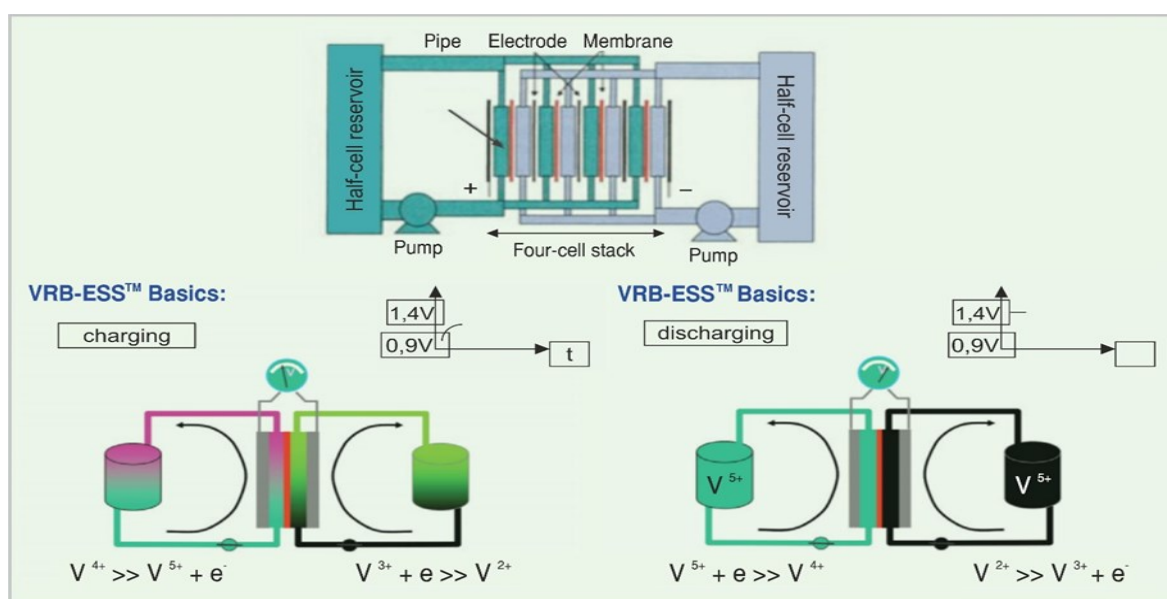 Pipe Electrode Membrane
Half-cell reservoir
Half-cell reservoir
+
–
Pump
Four-cell stack
Pump
VRB-ESS™ Basics:
charging
1,4V
0,9V
t
V
V⁴⁺ >> V⁵⁺ + e⁻
V³⁺ + e >> V²⁺
VRB-ESS™ Basics:
discharging
1,4V
0,9V
V
V⁵⁺
V⁵⁺
V⁵⁺ + e >> V⁴⁺
V²⁺ >> V³⁺ + e⁻